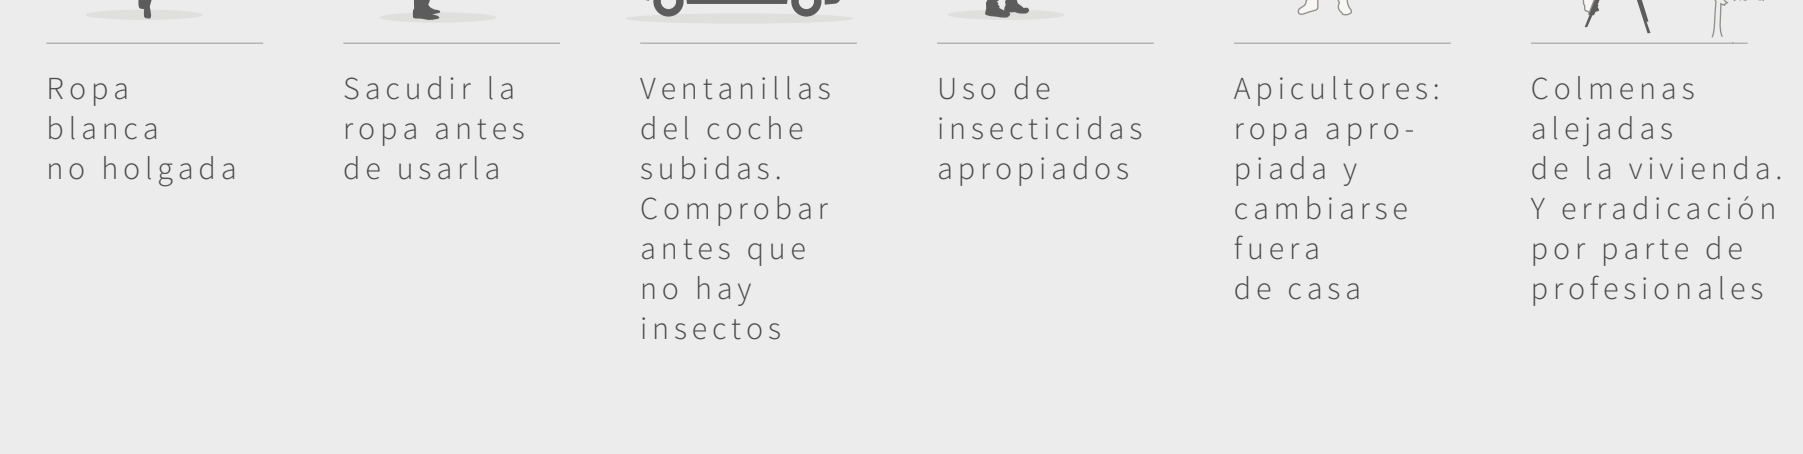 Ropa
blanca
no holgada
Sacudir la
ropa antes
de usarla
Ventanillas
del coche
subidas.
Comprobar
antes que
no hay
insectos
Uso de
insecticidas
apropiados
Apicultores:
ropa apro-
piada y
cambiarse
fuera
de casa
Colmenas
alejadas
de la vivienda.
Y erradicación
por parte de
profesionales